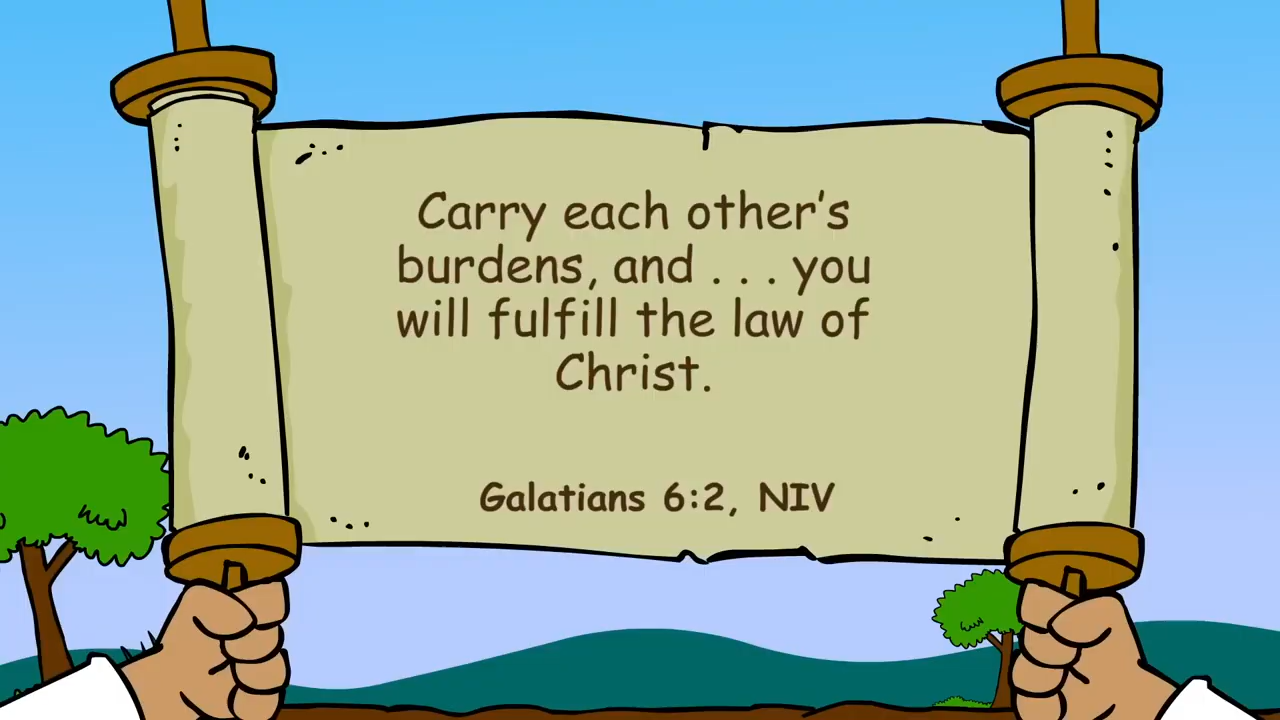 Carry each other’s
burdens, and . . . you
will fulfill the law of
Christ.
Galatians 6:2, NIV